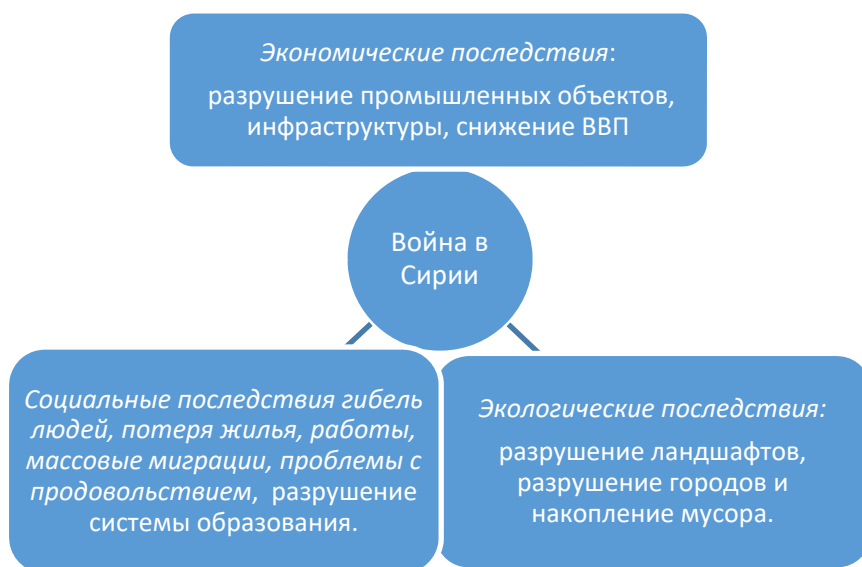 Экономические последствия:
разрушение промышленных объектов,
инфраструктуры, снижение ВВП
Война в
Сирии
Социальные последствия гибель
людей, потеря жилья, работы,
массовые миграции, проблемы с
продовольствием, разрушение
системы образования.
Экологические последствия:
разрушение ландшафтов,
разрушение городов и
накопление мусора.